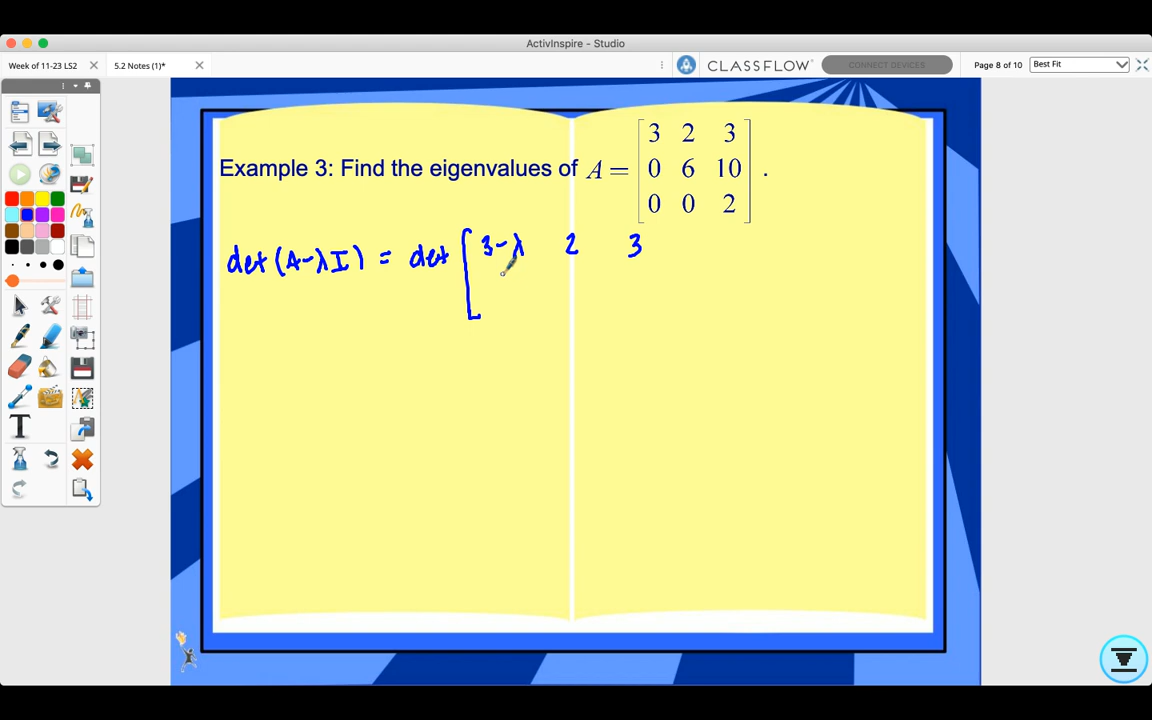 ActivInspire - Studio
Week of 11-23 LS2
5.2 Notes (1)*
CLASSFLOW
CONNECT DEVICES
Page 8 of 10
Best Fit
Example 3: Find the eigenvalues of A = [3 2 3
0 6 10
0 0 2] .
det(A-λI) = det [3-λ 2 3
T